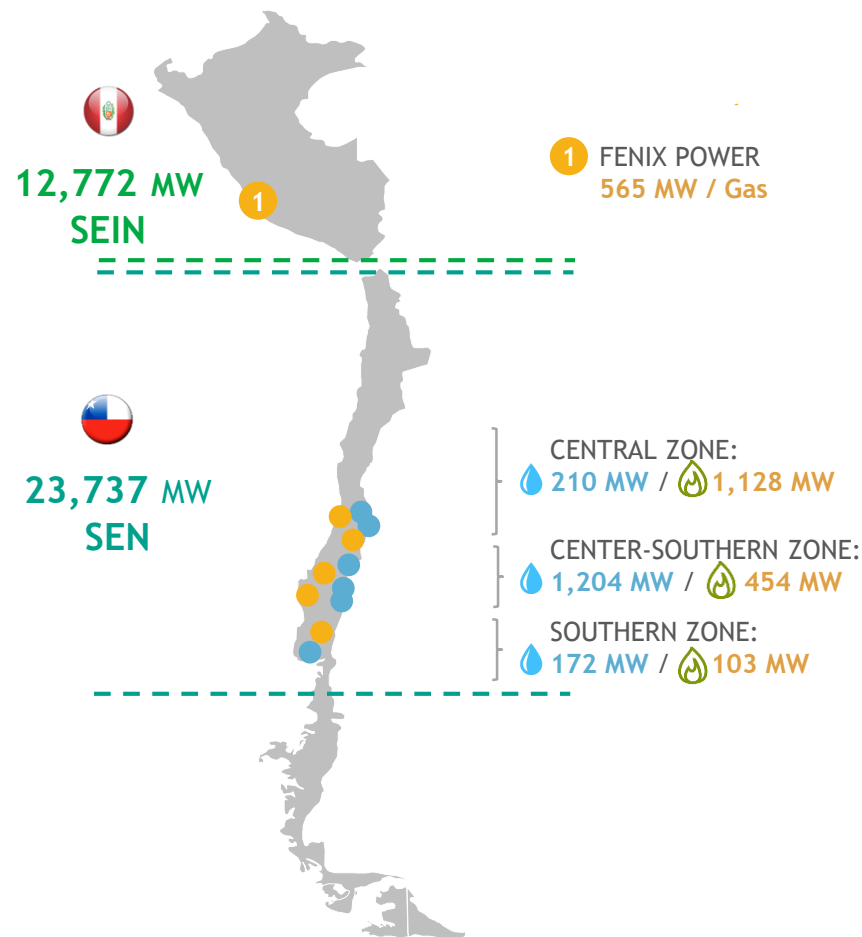 12,772 MW
SEIN
1
1 FENIX POWER
565 MW / Gas
23,737 MW
SEN
CENTRAL ZONE:
210 MW / 1,128 MW
CENTER-SOUTHERN ZONE:
1,204 MW / 454 MW
SOUTHERN ZONE:
172 MW / 103 MW